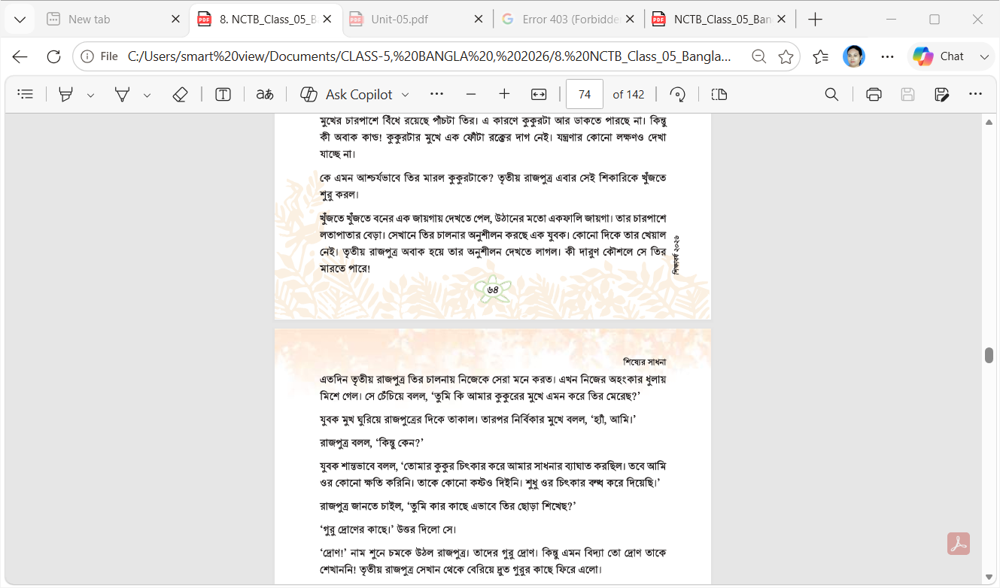 New tab
8. NCTB_Class_05_B
Unit-05.pdf
Error 403 (Forbidde
NCTB_Class_05_Ban
File C:/Users/smart%20view/Documents/CLASS-5,%20BANGLA%20,%202026/8.%20NCTB_Class_05_Bangla...
Chat
aあ
Ask Copilot
74 of 142
মুখের চারপাশে বিঁধে রয়েছে পাঁচটা তির। এ কারণে কুকুরটা আর ডাকতে পারছে না। কিন্তু
কী অবাক কান্ড! কুকুরটার মুখে এক ফোঁটা রক্তের দাগ নেই। যন্ত্রণার কোনো লক্ষণও দেখা
যাচ্ছে না।
কে এমন আশ্চর্যভাবে তির মারল কুকুরটাকে? তৃতীয় রাজপুত্র এবার সেই শিকারিকে খুঁজতে
শুরু করল।
খুঁজতে খুঁজতে বনের এক জায়গায় দেখতে পেল, উঠানের মতো একফালি জায়গা। তার চারপাশে
লতাপাতার বেড়া। সেখানে তির চালনার অনুশীলন করছে এক যুবক। কোনো দিকে তার খেয়াল
নেই। তৃতীয় রাজপুত্র অবাক হয়ে তার অনুশীলন দেখতে লাগল। কী দারুণ কৌশলে সে তির
মারতে পারে!
শিক্ষাবর্ষ ২০২৬
৬৪
শিষ্যের সাধনা
এতদিন তৃতীয় রাজপুত্র তির চালনায় নিজেকে সেরা মনে করত। এখন নিজের অহংকার ধুলায়
মিশে গেল। সে চেঁচিয়ে বলল, ‘তুমি কি আমার কুকুরের মুখে এমন করে তির মেরেছ?’
যুবক মুখ ঘুরিয়ে রাজপুত্রের দিকে তাকাল। তারপর নির্বিকার মুখে বলল, ‘হ্যাঁ, আমি।’
রাজপুত্র বলল, ‘কিন্তু কেন?’
যুবক শান্তভাবে বলল, ‘তোমার কুকুর চিৎকার করে আমার সাধনার ব্যাঘাত করছিল। তবে আমি
ওর কোনো ক্ষতি করিনি। তাকে কোনো কষ্টও দিইনি। শুধু ওর চিৎকার বন্ধ করে দিয়েছি।’
রাজপুত্র জানতে চাইল, ‘তুমি কার কাছে এভাবে তির ছোড়া শিখেছ?’
‘গুরু দ্রোণের কাছে।’ উত্তর দিলো সে।
‘দ্রোণ!’ নাম শুনে চমকে উঠল রাজপুত্র। তাদের গুরু দ্রোণ। কিন্তু এমন বিদ্যা তো দ্রোণ তাকে
শেখাননি! তৃতীয় রাজপুত্র সেখান থেকে বেরিয়ে দ্রুত গুরুর কাছে ফিরে এলো।